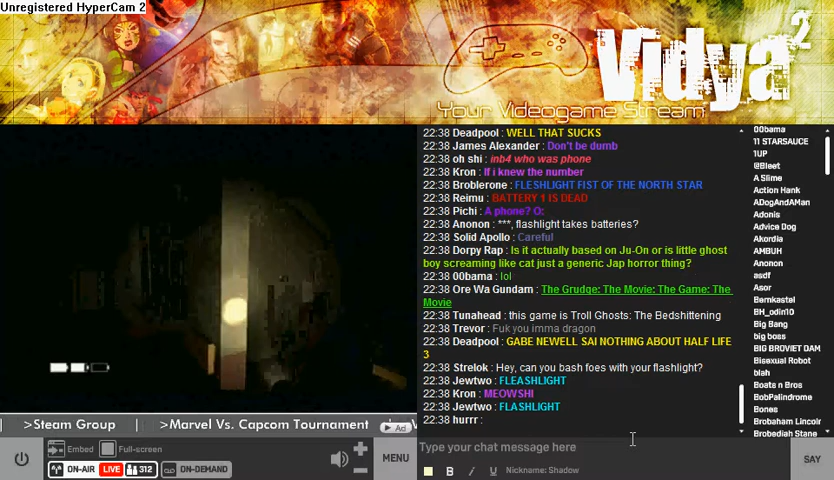 Unregistered HyperCam 2
Vidya2
Your Videogame Stream
22:38 Deadpool : WELL THAT SUCKS
22:38 James Alexander : Don't be dumb
22:38 oh shi : inb4 who was phone
22:38 Kron : If i knew the number
22:38 Broblerone : FLESHLIGHT FIST OF THE NORTH STAR
22:38 Reimu : BATTERY 1 IS DEAD
22:38 Pichi : A phone? O:
22:38 Anonon : ***, flashlight takes batteries?
22:38 Solid Apollo : Careful
22:38 Dorpy Rap : Is it actually based on Ju-On or is little ghost
boy screaming like cat just a generic Jap horror thing?
22:38 00bama : lol
22:38 Ore Wa Gundam : The Grudge: The Movie: The Game: The
Movie
22:38 Tunahead : this game is Troll Ghosts: The Bedshittening
22:38 Trevor : Fuk you imma dragon
22:38 Deadpool : GABE NEWELL SAI NOTHING ABOUT HALF LIFE
3
22:38 Strelok : Hey, can you bash foes with your flashlight?
22:38 Jewtwo : FLEASHLIGHT
22:38 Kron : MEOWSHI
22:38 Jewtwo : FLASHLIGHT
22:38 hurrr :
00bama
11 STARSAUCE
1UP
@Bleet
A Slime
Action Hank
ADogAndAMan
Adonis
Advice Dog
Akordia
AMBUH
Anonon
asdf
Asor
Bernkastel
BH_odin10
Big Bang
big boss
BIG BROVIET DAM
Bisexual Robot
blah
Boats n Bros
BobPalindrome
Bones
Brobaham Lincoln
Brobediah Stane
>Steam Group
>Marvel Vs. Capcom Tournament
Ad
Type your chat message here
Embed
Full-screen
ON-AIR LIVE 312
ON-DEMAND
MENU
B I U Nickname: Shadow
SAY